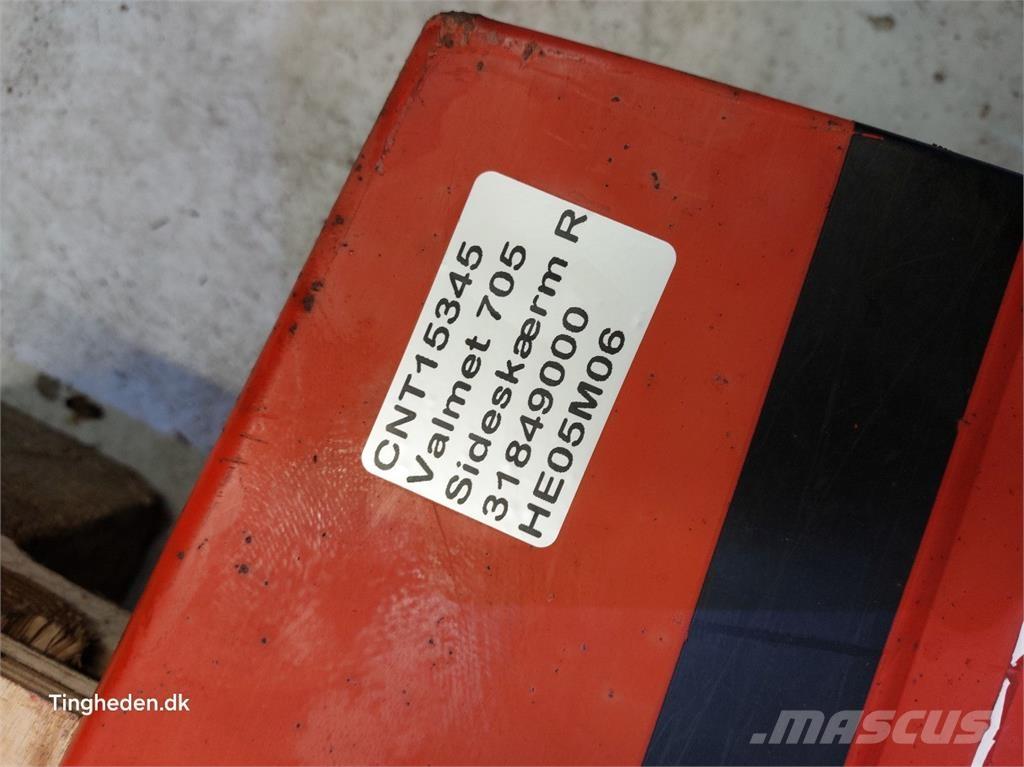 CNT15345
Valmet 705
Sideskærm R
31849000
HE05M06
Tingheden.dk
MASCUS